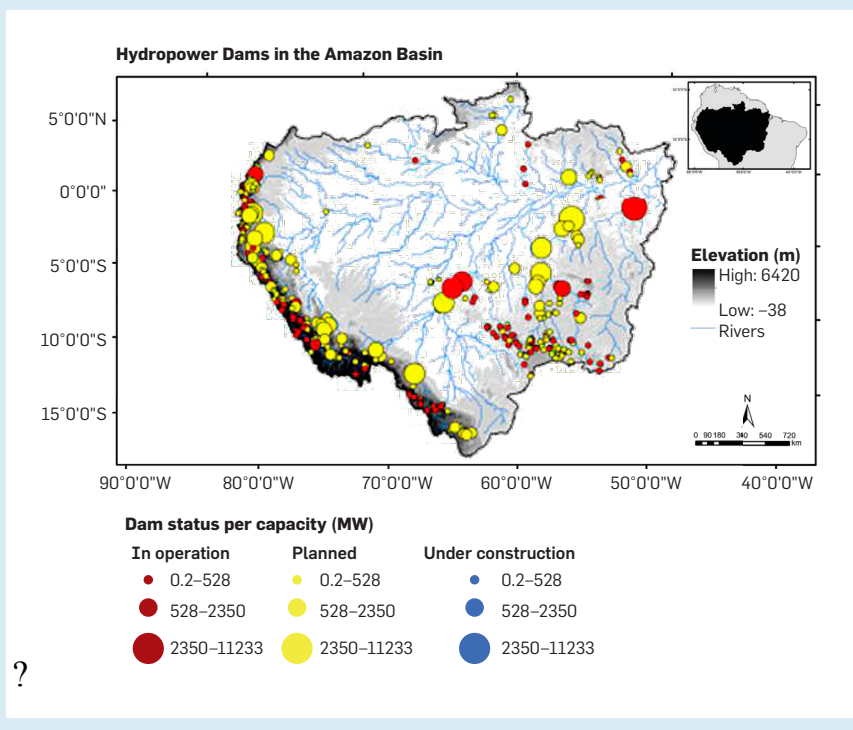 Hydropower Dams in the Amazon Basin
5°0'0"N
0°0'0"
5°0'0"S
10°0'0"S
15°0'0"S
Elevation (m)
High: 6420
Low: –38
Rivers
N
0 90 180 340 540 720
km
90°0'0"W 80°0'0"W 70°0'0"W 60°0'0"W 50°0'0"W 40°0'0"W
Dam status per capacity (MW)
In operation Planned Under construction
0.2–528 0.2–528 0.2–528
528–2350 528–2350 528–2350
2350–11233 2350–11233 2350–11233
?